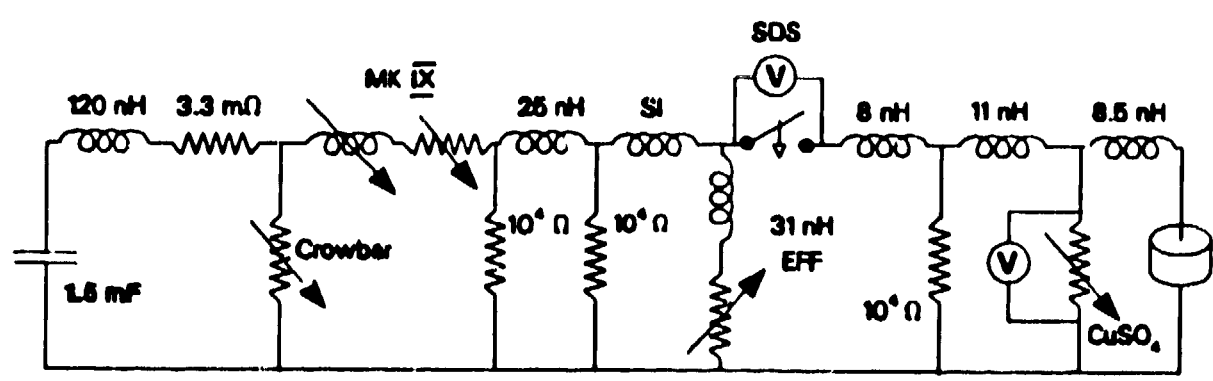 SDS
V
MK IX
120 nH
3.3 mΩ
25 nH
SI
8 nH
11 nH
8.5 nH
1.5 mF
Crowbar
10⁴ Ω
10⁴ Ω
31 nH
EFF
10⁴ Ω
V
CuSO₄